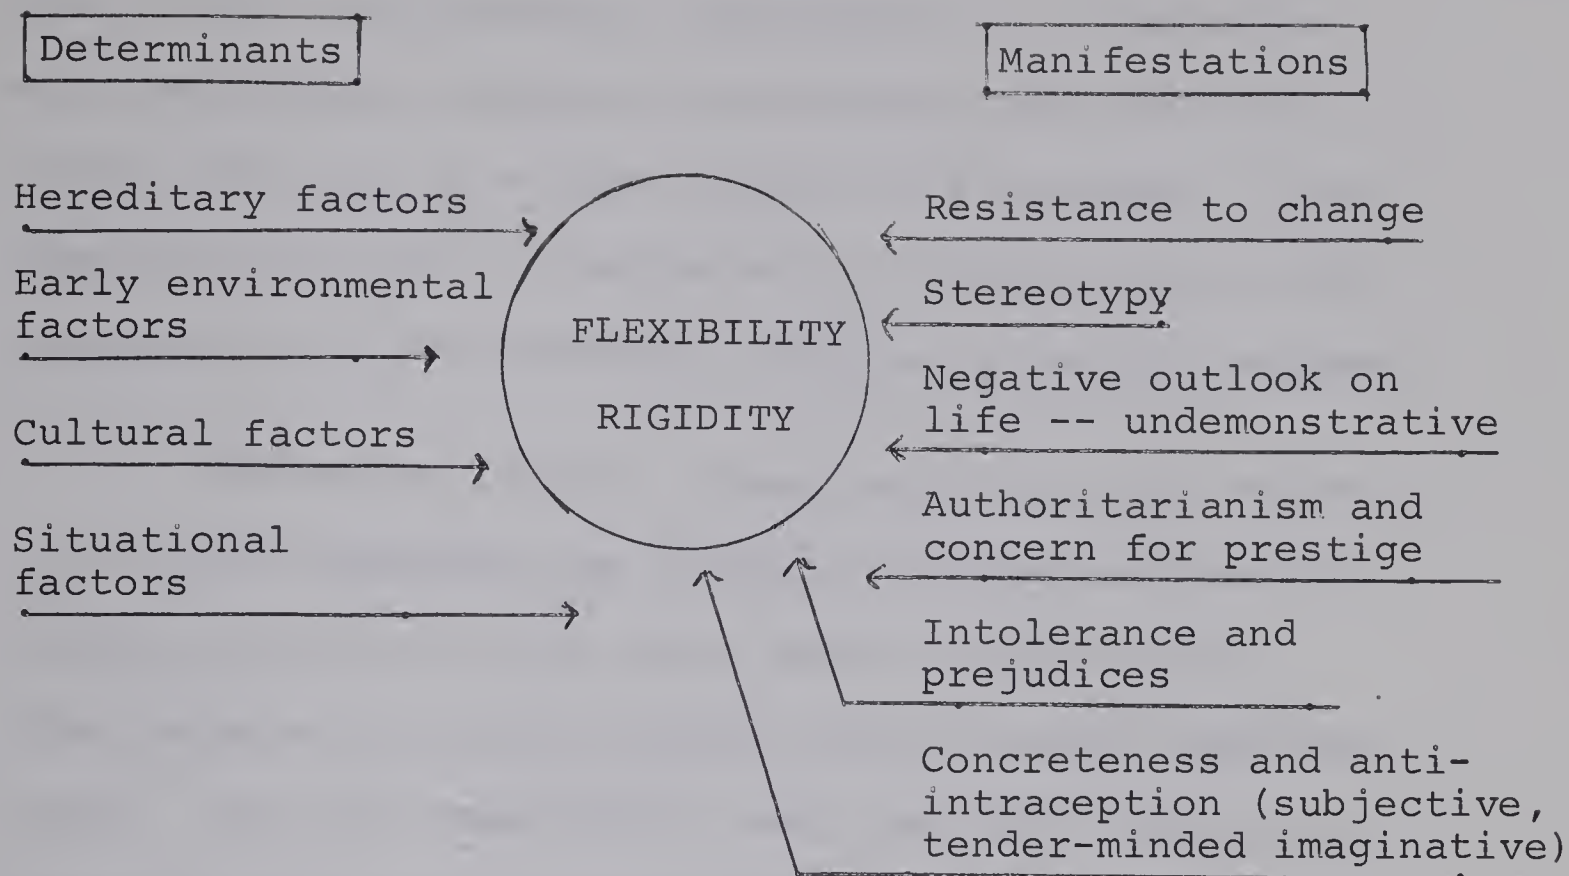 Determinants
Manifestations
Hereditary factors
Early environmental
factors
Cultural factors
Situational
factors
FLEXIBILITY
RIGIDITY
Resistance to change
Stereotypy
Negative outlook on
life -- undemonstrative
Authoritarianism and
concern for prestige
Intolerance and
prejudices
Concreteness and anti-
intraception (subjective,
tender-minded imaginative)